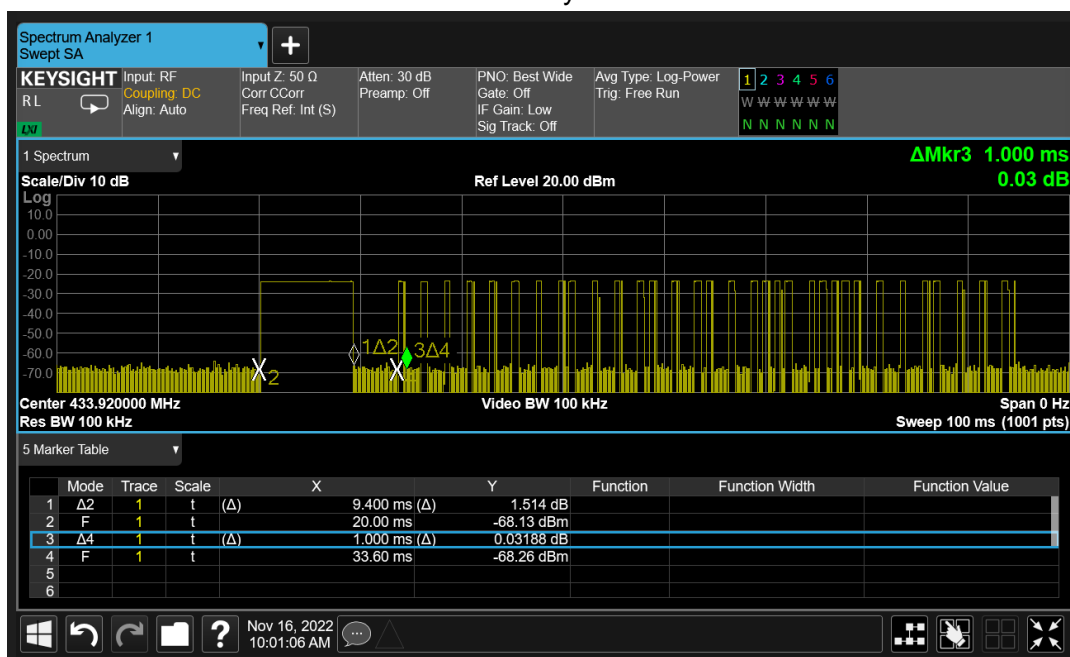 Spectrum Analyzer 1
Swept SA
KEYSIGHT Input: RF Input Z: 50 Ω Atten: 30 dB PNO: Best Wide Avg Type: Log-Power 1 2 3 4 5 6
R L Coupling: DC Corr CCorr Preamp: Off Gate: Off Trig: Free Run W W W W W W
Align: Auto Freq Ref: Int (S) IF Gain: Low
LXI Sig Track: Off N N N N N N
1 Spectrum ΔMkr3 1.000 ms
Scale/Div 10 dB Ref Level 20.00 dBm 0.03 dB
Log
10.0
0.00
-10.0
-20.0
-30.0
-40.0
-50.0
-60.0 1Δ2 3Δ4
-70.0 2
Center 433.920000 MHz Video BW 100 kHz Span 0 Hz
Res BW 100 kHz Sweep 100 ms (1001 pts)
5 Marker Table
Mode Trace Scale X Y Function Function Width Function Value
1 Δ2 1 t (Δ) 9.400 ms (Δ) 1.514 dB
2 F 1 t 20.00 ms -68.13 dBm
3 Δ4 1 t (Δ) 1.000 ms (Δ) 0.03188 dB
4 F 1 t 33.60 ms -68.26 dBm
5
6
? Nov 16, 2022
10:01:06 AM